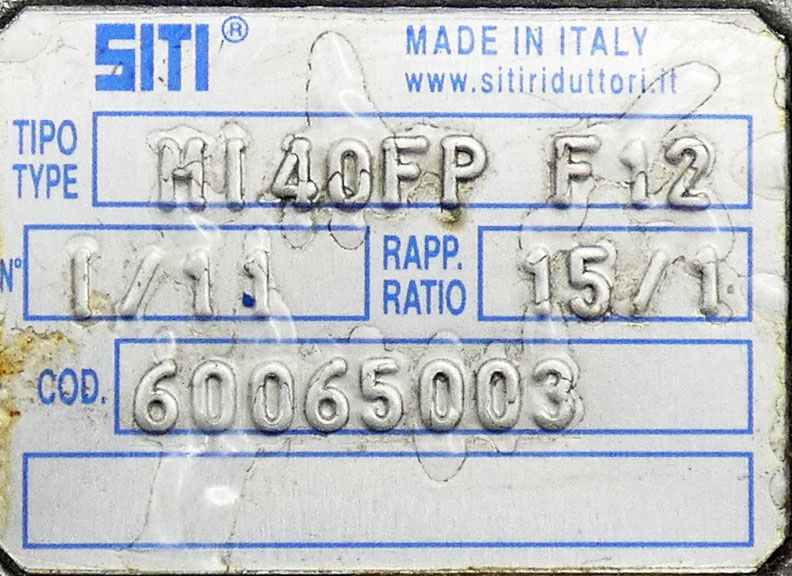 SITI®
MADE IN ITALY
www.sitiriduttori.it
TIPO
TYPE
MI 40FP F12
N° 1/11
RAPP.
RATIO
15/1
COD. 60065003